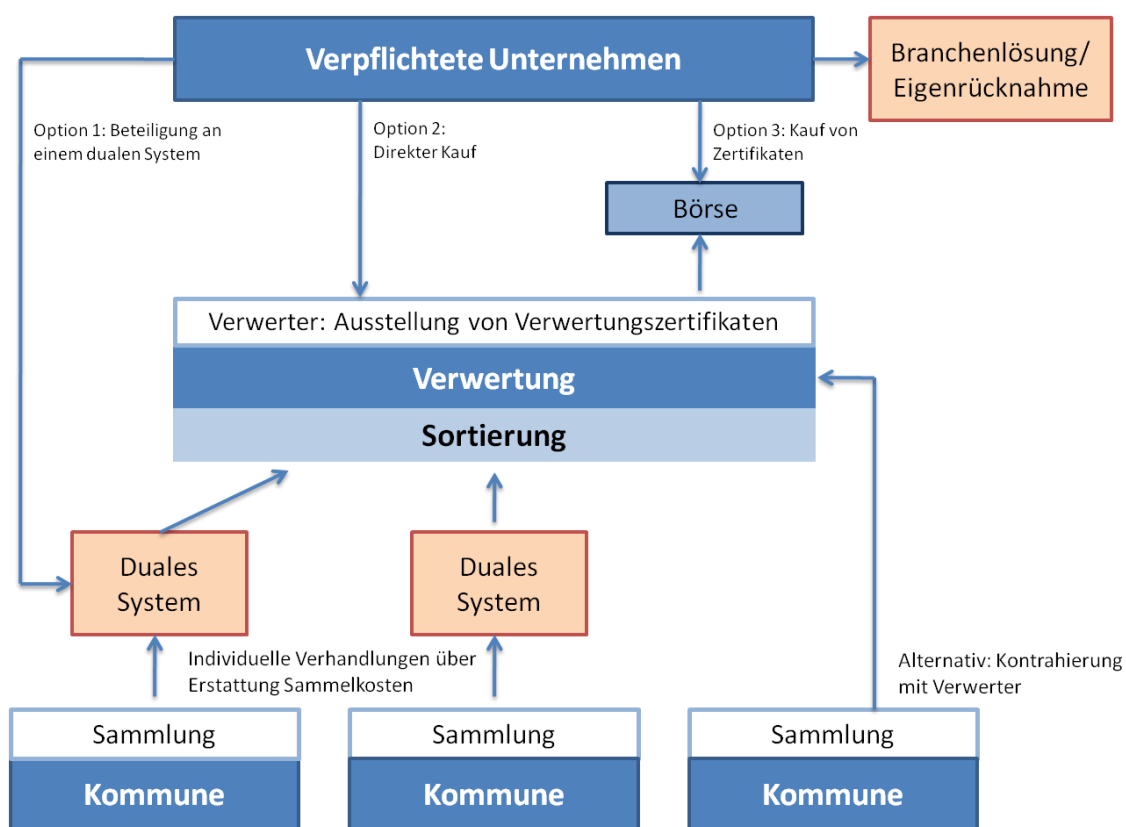 Verpflichtete Unternehmen
Branchenlösung/
Eigenrücknahme
Option 1: Beteiligung an
einem dualen System
Option 2:
Direkter Kauf
Option 3: Kauf von
Zertifikaten
Börse
Verwerter: Ausstellung von Verwertungszertifikaten
Verwertung
Sortierung
Duales
System
Duales
System
Individuelle Verhandlungen über
Erstattung Sammelkosten
Alternativ: Kontrahierung
mit Verwerter
Sammlung
Kommune
Sammlung
Kommune
Sammlung
Kommune